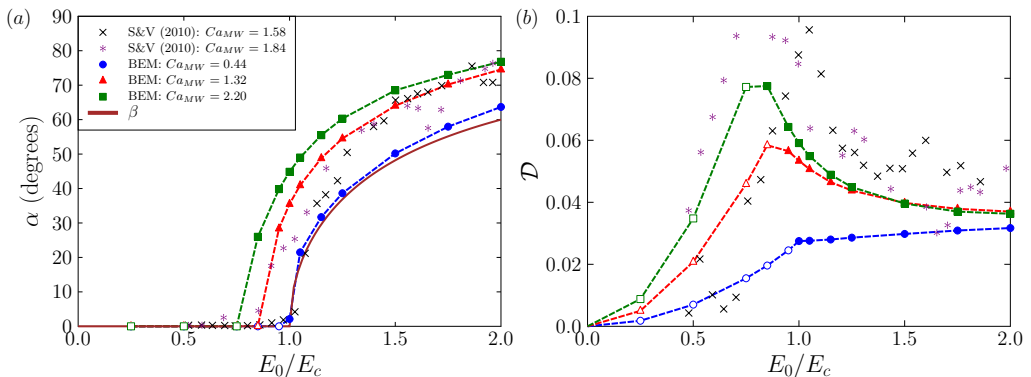 (a)
90
80
70
60
50
40
30
20
10
0
α (degrees)
S&V (2010): Ca_MW = 1.58
S&V (2010): Ca_MW = 1.84
BEM: Ca_MW = 0.44
BEM: Ca_MW = 1.32
BEM: Ca_MW = 2.20
β
0.0 0.5 1.0 1.5 2.0
E_0/E_c
(b)
0.1
0.08
0.06
0.04
0.02
0.0
𝒟
0.0 0.5 1.0 1.5 2.0
E_0/E_c